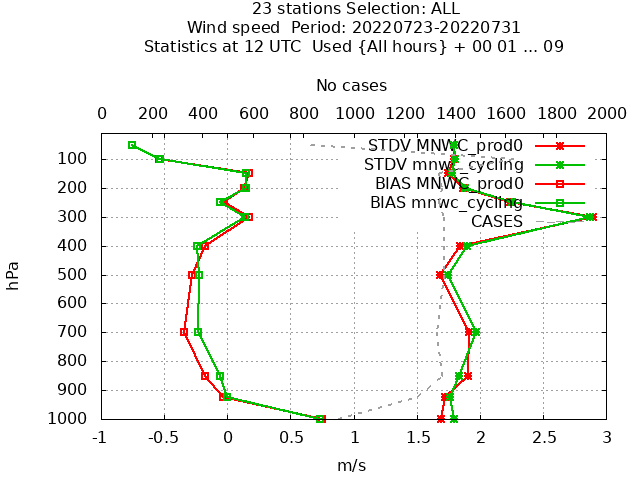 23 stations Selection: ALL
Wind speed  Period: 20220723-20220731
Statistics at 12 UTC  Used {All hours} + 00 01 ... 09
No cases
0 200 400 600 800 1000 1200 1400 1600 1800 2000
STDV MNWC_prod0
STDV mnwc_cycling
BIAS MNWC_prod0
BIAS mnwc_cycling
CASES
hPa
100
200
300
400
500
600
700
800
900
1000
-1 -0.5 0 0.5 1 1.5 2 2.5 3
m/s